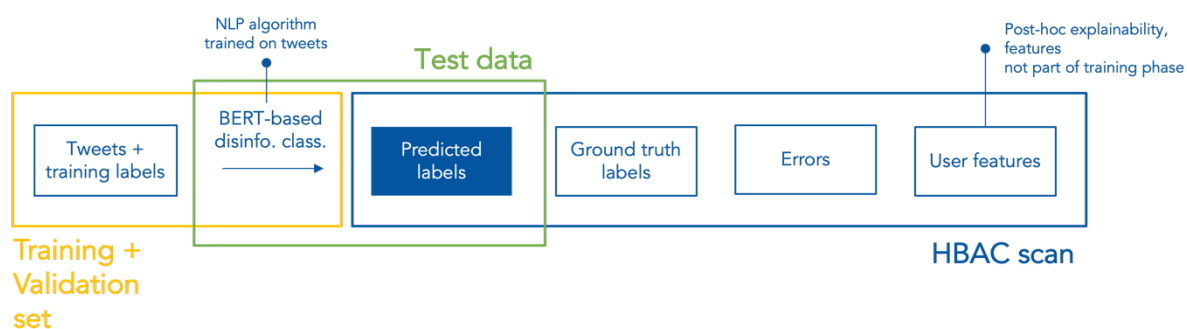 NLP algorithm
trained on tweets
Test data
Post-hoc explainability,
features
not part of training phase
Tweets +
training labels
BERT-based
disinfo. class.
Predicted
labels
Ground truth
labels
Errors
User features
Training +
Validation
set
HBAC scan